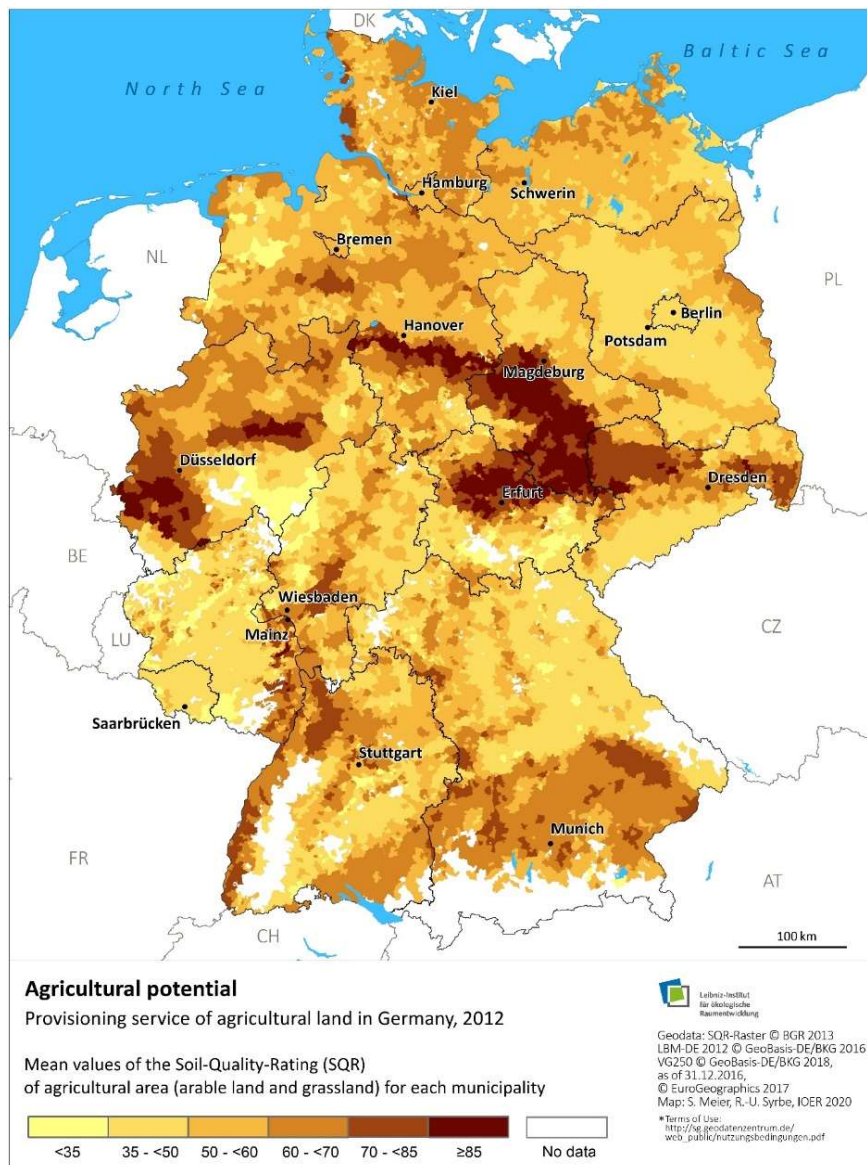 DK
North Sea
Baltic Sea
Kiel
Hamburg
Schwerin
Bremen
NL
PL
Berlin
Hanover
Potsdam
Magdeburg
Düsseldorf
Dresden
Erfurt
BE
Wiesbaden
Mainz
LU
CZ
Saarbrücken
Stuttgart
Munich
FR
AT
CH
100 km
Agricultural potential
Provisioning service of agricultural land in Germany, 2012
Mean values of the Soil-Quality-Rating (SQR)
of agricultural area (arable land and grassland) for each municipality
<35 35 - <50 50 - <60 60 - <70 70 - <85 ≥85 No data
Leibniz-Institut
für ökologische
Raumentwicklung
Geodata: SQR-Raster © BGR 2013
LBM-DE 2012 © GeoBasis-DE/BKG 2016
VG250 © GeoBasis-DE/BKG 2018,
as of 31.12.2016,
© EuroGeographics 2017
Map: S. Meier, R.-U. Syrbe, IOER 2020
*Terms of Use:
http://sg.geodatenzentrum.de/
web_public/nutzungsbedingungen.pdf